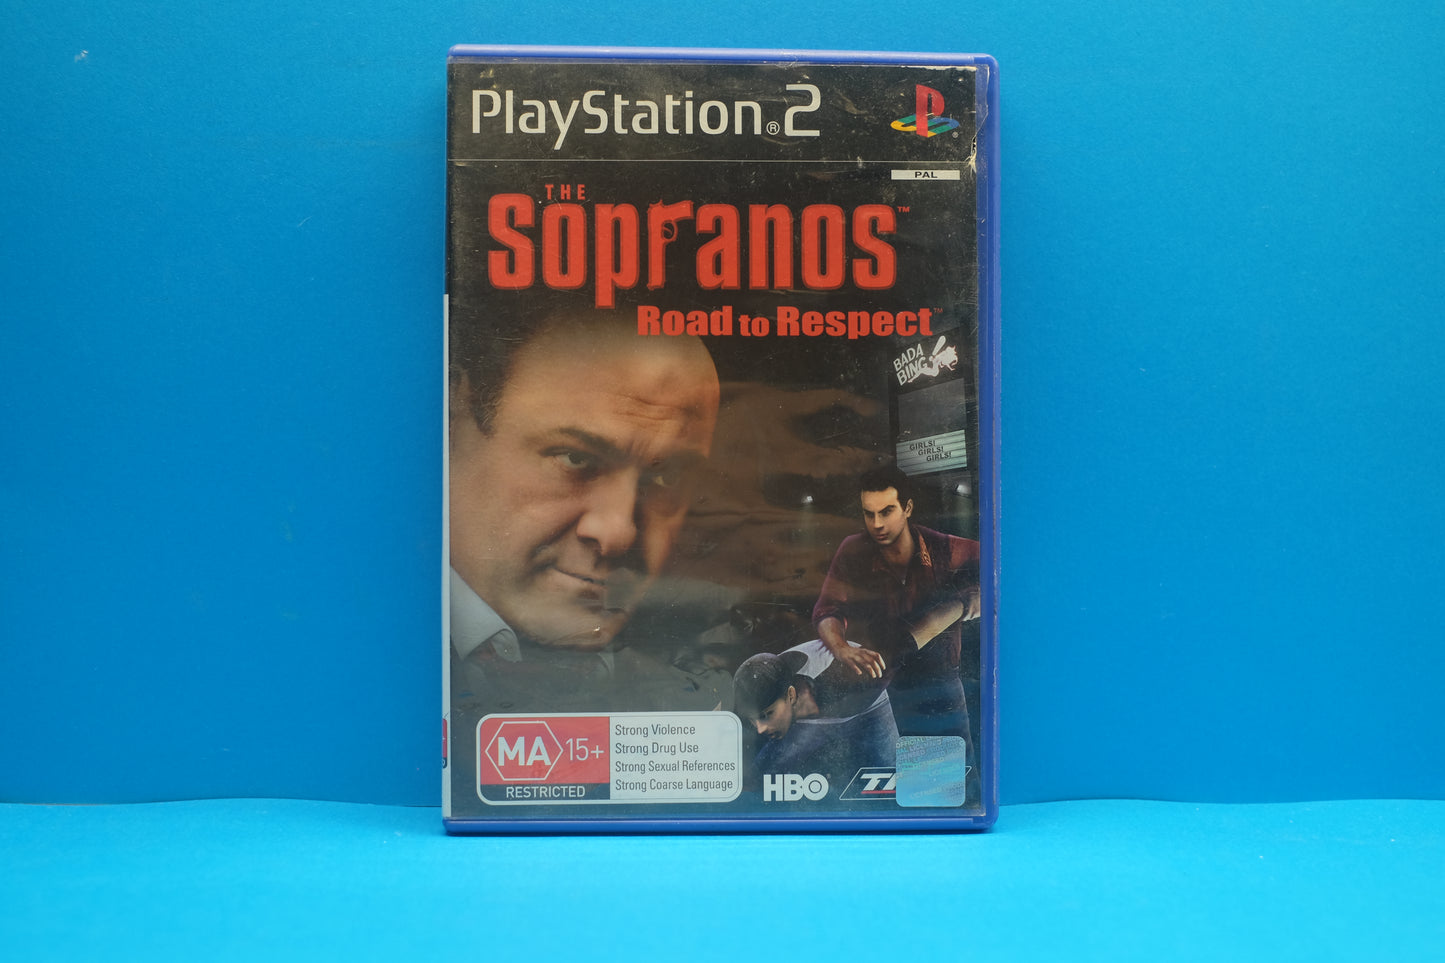 PlayStation®2
PAL
THE
Sopranos™
Road to Respect™
BADA
BING
GIRLS!
GIRLS!
GIRLS!
MA 15+
RESTRICTED
Strong Violence
Strong Drug Use
Strong Sexual References
Strong Coarse Language
HBO